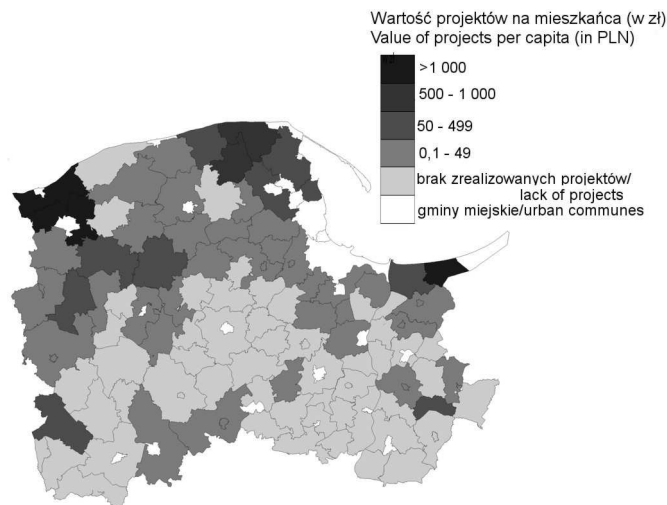 Wartość projektów na mieszkańca (w zł)
Value of projects per capita (in PLN)
>1 000
500 - 1 000
50 - 499
0,1 - 49
brak zrealizowanych projektów/
lack of projects
gminy miejskie/urban communes